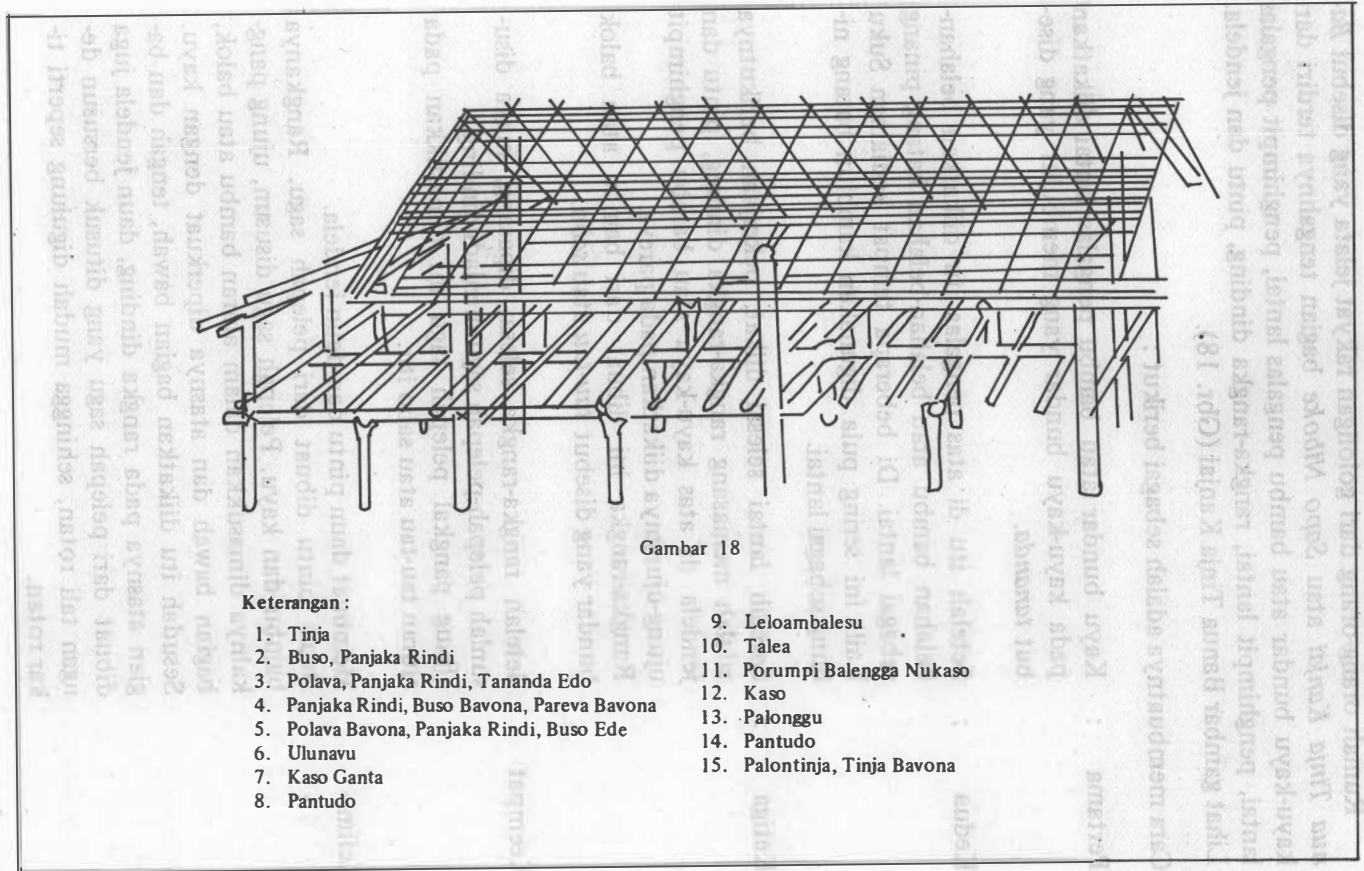 Gambar 18
Keterangan :
1. Tinja
2. Buso, Panjaka Rindi
3. Polava, Panjaka Rindi, Tananda Edo
4. Panjaka Rindi, Buso Bavona, Pareva Bavona
5. Polava Bavona, Panjaka Rindi, Buso Ede
6. Ulunavu
7. Kaso Ganta
8. Pantudo
9. Leloambalesu
10. Talea
11. Porumpi Balengga Nukaso
12. Kaso
13. Palonggu
14. Pantudo
15. Palontinja, Tinja Bavona